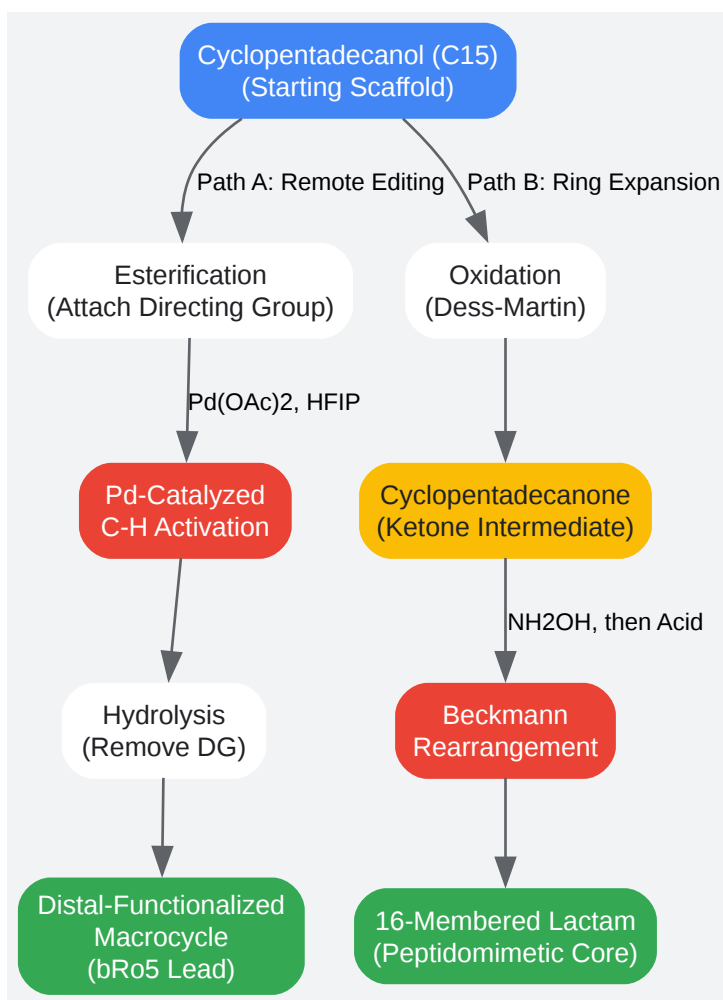 Cyclopentadecanol (C15)
(Starting Scaffold)
Path A: Remote Editing
Path B: Ring Expansion
Esterification
(Attach Directing Group)
Oxidation
(Dess-Martin)
Pd(OAc)2, HFIP
Pd-Catalyzed
C-H Activation
Cyclopentadecanone
(Ketone Intermediate)
NH2OH, then Acid
Hydrolysis
(Remove DG)
Beckmann
Rearrangement
Distal-Functionalized
Macrocycle
(bRo5 Lead)
16-Membered Lactam
(Peptidomimetic Core)